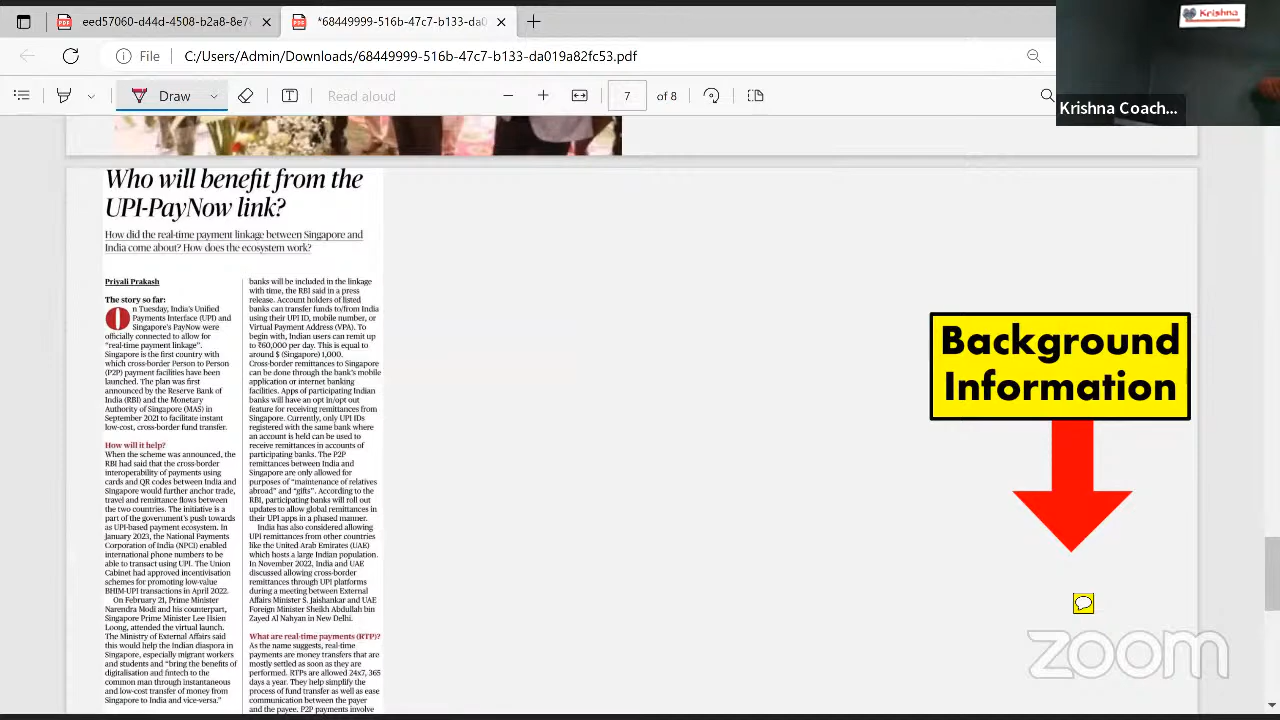 eed57060-d44d-4508-b2a8-8e7c
*68449999-516b-47c7-b133-da0
File
C:/Users/Admin/Downloads/68449999-516b-47c7-b133-da019a82fc53.pdf
Draw
Read aloud
7
of 8
Krishna
Krishna Coach...
Who will benefit from the
UPI-PayNow link?
How did the real-time payment linkage between Singapore and
India come about? How does the ecosystem work?
Priyali Prakash
The story so far:
On Tuesday, India's Unified
Payments Interface (UPI) and
Singapore's PayNow were
officially connected to allow for
"real-time payment linkage".
Singapore is the first country with
which cross-border Person to Person
(P2P) payment facilities have been
launched. The plan was first
announced by the Reserve Bank of
India (RBI) and the Monetary
Authority of Singapore (MAS) in
September 2021 to facilitate instant
low-cost, cross-border fund transfer.
How will it help?
When the scheme was announced, the
RBI had said that the cross-border
interoperability of payments using
cards and QR codes between India and
Singapore would further anchor trade,
travel and remittance flows between
the two countries. The initiative is a
part of the government's push towards
as UPI-based payment ecosystem. In
January 2023, the National Payments
Corporation of India (NPCI) enabled
international phone numbers to be
able to transact using UPI. The Union
Cabinet had approved incentivisation
schemes for promoting low-value
BHIM-UPI transactions in April 2022.
On February 21, Prime Minister
Narendra Modi and his counterpart,
Singapore Prime Minister Lee Hsien
Loong, attended the virtual launch.
The Ministry of External Affairs said
this would help the Indian diaspora in
Singapore, especially migrant workers
and students and "bring the benefits of
digitalisation and fintech to the
common man through instantaneous
and low-cost transfer of money from
Singapore to India and vice-versa."
banks will be included in the linkage
with time, the RBI said in a press
release. Account holders of listed
banks can transfer funds to/from India
using their UPI ID, mobile number, or
Virtual Payment Address (VPA). To
begin with, Indian users can remit up
to ₹60,000 per day. This is equal to
around $ (Singapore) 1,000.
Cross-border remittances to Singapore
can be done through the bank's mobile
application or internet banking
facilities. Apps of participating Indian
banks will have an opt in/opt out
feature for receiving remittances from
Singapore. Currently, only UPI IDs
registered with the same bank where
an account is held can be used to
receive remittances in accounts of
participating banks. The P2P
remittances between India and
Singapore are only allowed for
purposes of "maintenance of relatives
abroad" and "gifts". According to the
RBI, participating banks will roll out
updates to allow global remittances in
their UPI apps in a phased manner.
India has also considered allowing
UPI remittances from other countries
like the United Arab Emirates (UAE)
which hosts a large Indian population.
In November 2022, India and UAE
discussed allowing cross-border
remittances through UPI platforms
during a meeting between External
Affairs Minister S. Jaishankar and UAE
Foreign Minister Sheikh Abdullah bin
Zayed Al Nahyan in New Delhi.
What are real-time payments (RTP)?
As the name suggests, real-time
payments are money transfers that are
mostly settled as soon as they are
performed. RTPs are allowed 24x7, 365
days a year. They help simplify the
process of fund transfer as well as ease
communication between the payer
and the payee. P2P payments involve
Background
Information
zoom